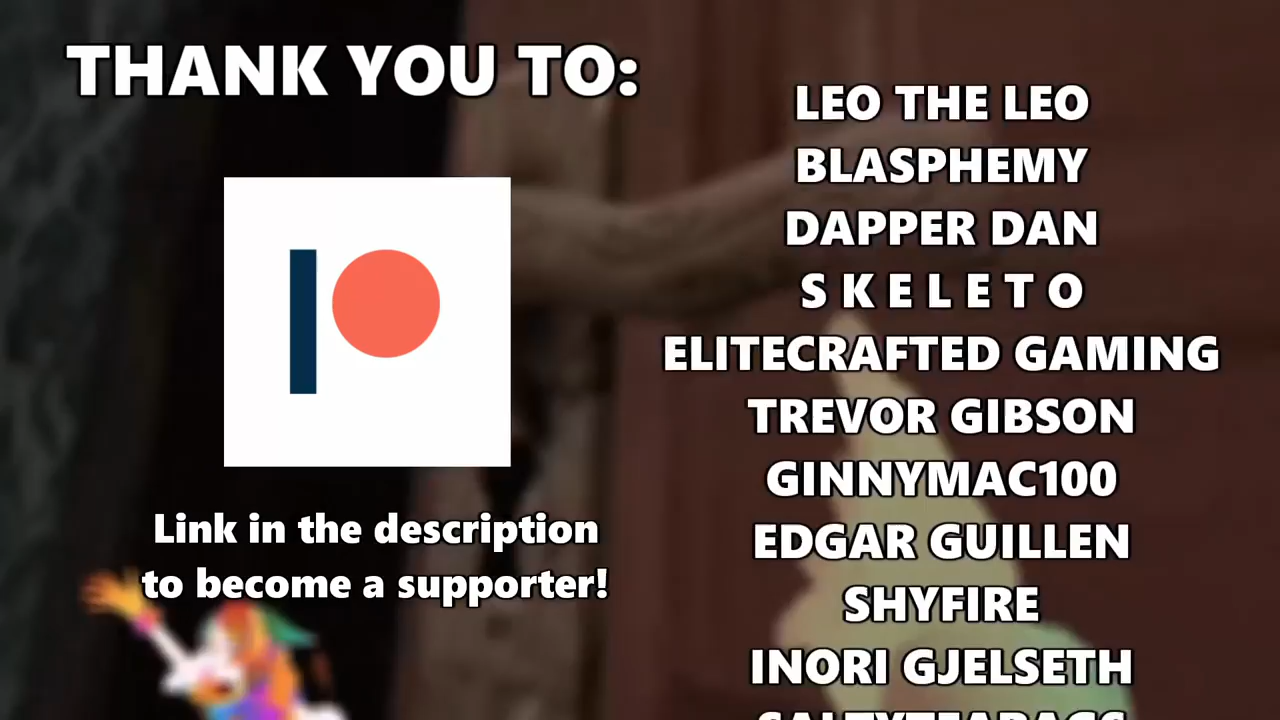 THANK YOU TO:
Link in the description
to become a supporter!
LEO THE LEO
BLASPHEMY
DAPPER DAN
S K E L E T O
ELITECRAFTED GAMING
TREVOR GIBSON
GINNYMAC100
EDGAR GUILLEN
SHYFIRE
INORI GJELSETH